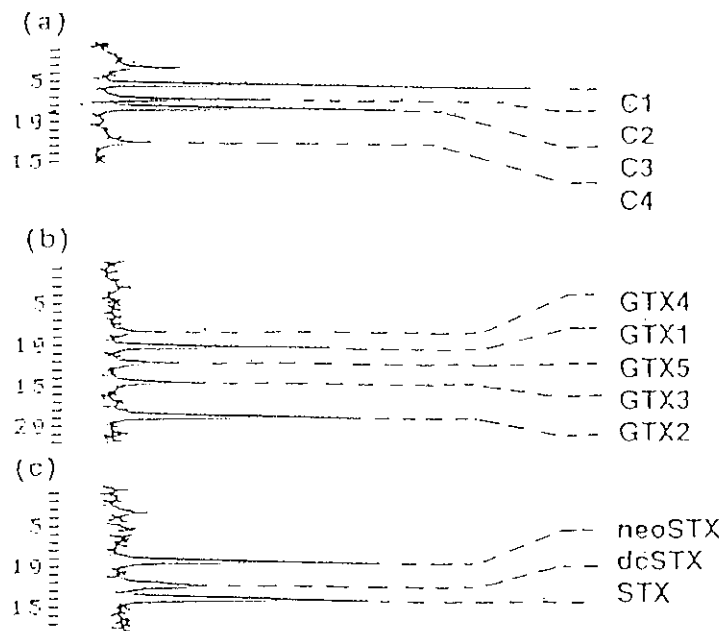 (a)
5
10
15
C1
C2
C3
C4
(b)
5
10
15
20
GTX4
GTX1
GTX5
GTX3
GTX2
(c)
5
10
15
neoSTX
dcSTX
STX